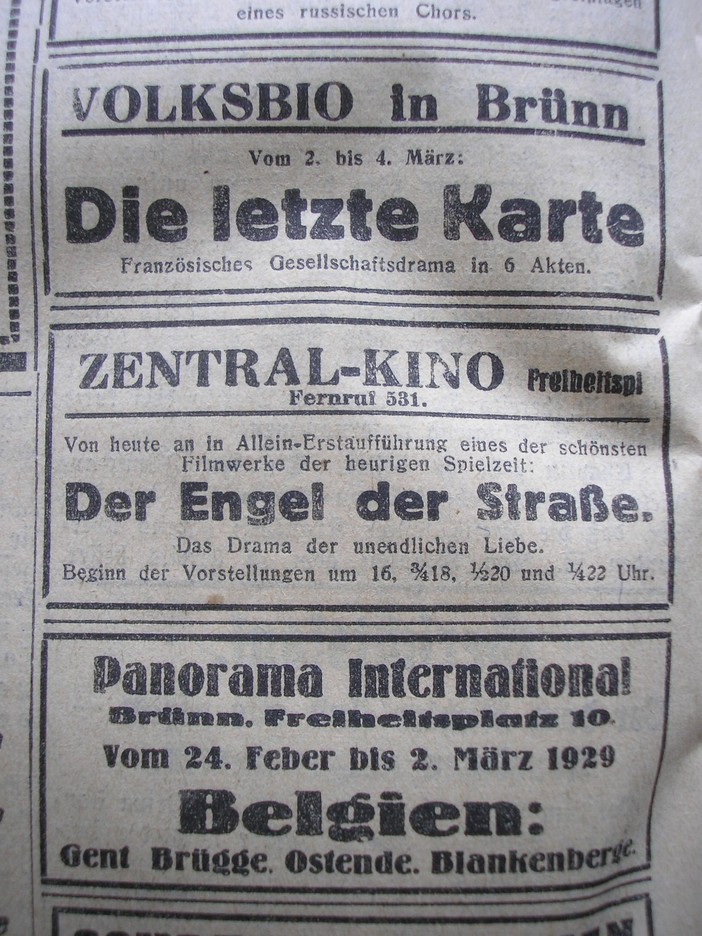 eines russischen Chors.
VOLKSBIO in Brünn
Vom 2. bis 4. März:
Die letzte Karte
Französisches Gesellschaftsdrama in 6 Akten.
ZENTRAL-KINO Freiheitspl
Fernruf 531.
Von heute an in Allein-Erstaufführung eines der schönsten
Filmwerke der heurigen Spielzeit:
Der Engel der Straße.
Das Drama der unendlichen Liebe.
Beginn der Vorstellungen um 16, ¾18, ½20 und ¼22 Uhr.
Panorama International
Brünn. Freiheitsplatz 10.
Vom 24. Feber bis 2. März 1929
Belgien:
Gent Brügge. Ostende. Blankenberge.